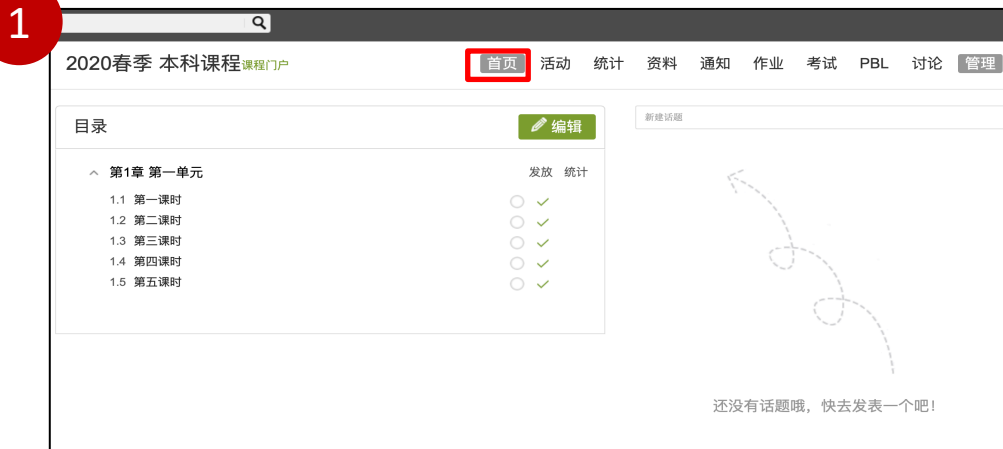 1
2020春季 本科课程课程门户
首页 活动 统计 资料 通知 作业 考试 PBL 讨论 管理
目录
编辑
新建话题
第1章 第一单元
发放 统计
1.1 第一课时
1.2 第二课时
1.3 第三课时
1.4 第四课时
1.5 第五课时
还没有话题哦，快去发表一个吧！